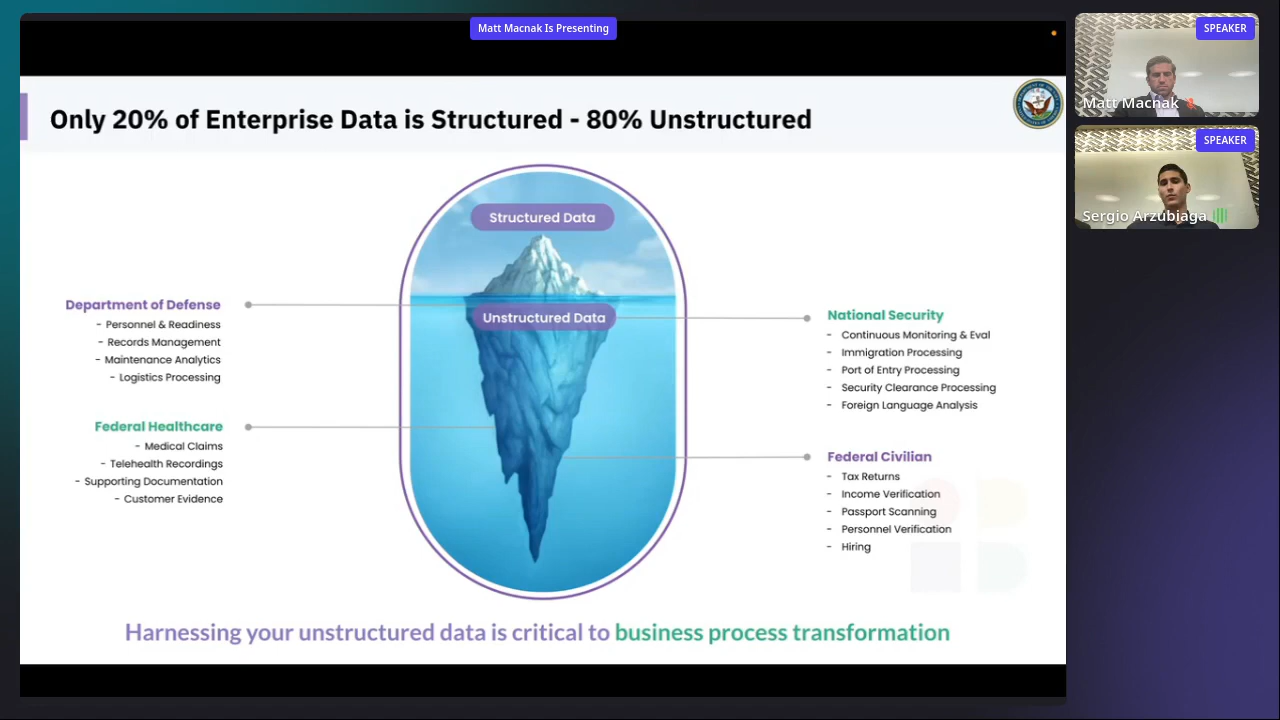 Matt Macnak Is Presenting
Only 20% of Enterprise Data is Structured - 80% Unstructured
Structured Data
Unstructured Data
Department of Defense
- Personnel & Readiness
- Records Management
- Maintenance Analytics
- Logistics Processing
Federal Healthcare
- Medical Claims
- Telehealth Recordings
- Supporting Documentation
- Customer Evidence
National Security
- Continuous Monitoring & Eval
- Immigration Processing
- Port of Entry Processing
- Security Clearance Processing
- Foreign Language Analysis
Federal Civilian
- Tax Returns
- Income Verification
- Passport Scanning
- Personnel Verification
- Hiring
Harnessing your unstructured data is critical to business process transformation
SPEAKER
Matt Macnak
SPEAKER
Sergio Arzubiaga